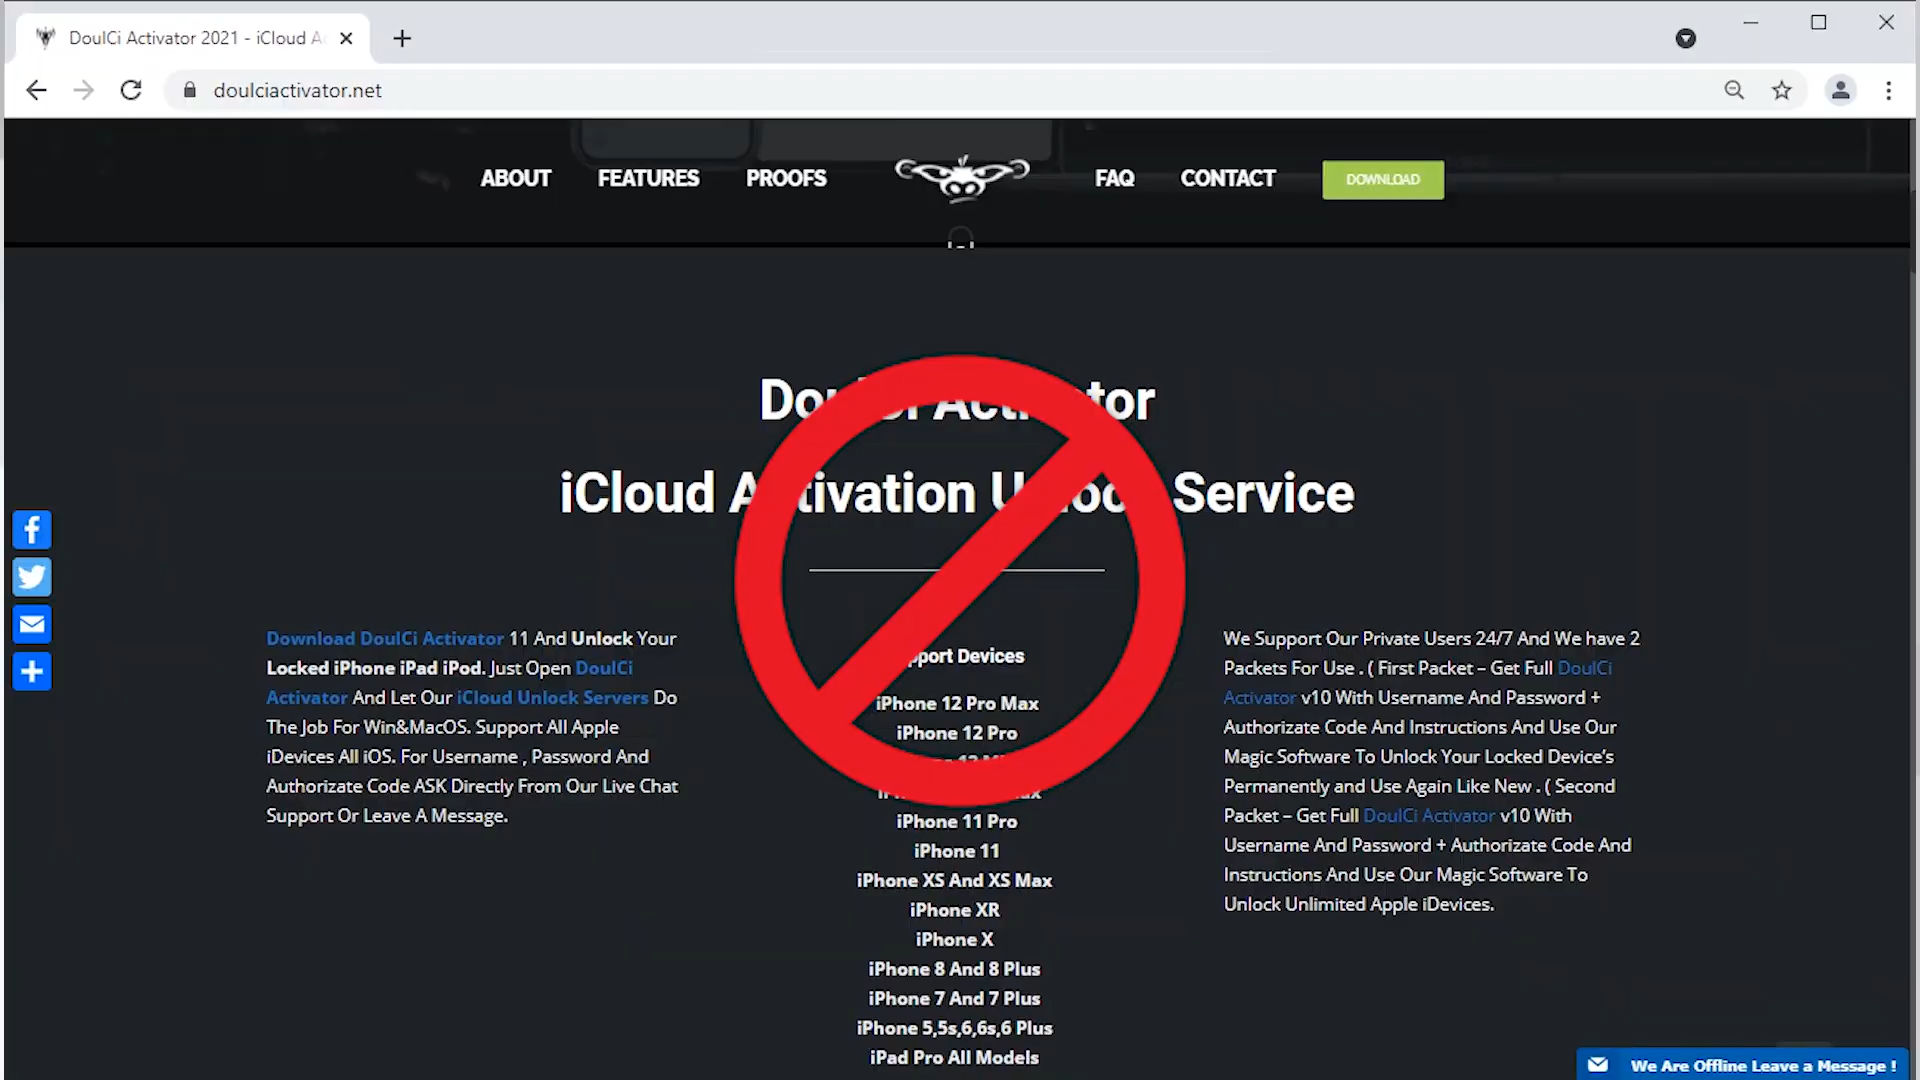 DoulCi Activator 2021 - iCloud A
doulciactivator.net
ABOUT
FEATURES
PROOFS
FAQ
CONTACT
DOWNLOAD
tor
iCloud
tivation
Service
Download DoulCi Activator 11 And Unlock Your
Locked iPhone iPad iPod. Just Open DoulCi
Activator And Let Our iCloud Unlock Servers Do
The Job For Win&MacOS. Support All Apple
iDevices All iOS. For Username , Password And
Authorizate Code ASK Directly From Our Live Chat
Support Or Leave A Message.
pport Devices
iPhone 12 Pro Max
iPhone 12 Pro
iPhone 11 Pro
iPhone 11
iPhone XS And XS Max
iPhone XR
iPhone X
iPhone 8 And 8 Plus
iPhone 7 And 7 Plus
iPhone 5,5s,6,6s,6 Plus
iPad Pro All Models
We Support Our Private Users 24/7 And We have 2
Packets For Use . ( First Packet – Get Full DoulCi
Activator v10 With Username And Password +
Authorizate Code And Instructions And Use Our
Magic Software To Unlock Your Locked Device's
Permanently and Use Again Like New . ( Second
Packet – Get Full DoulCi Activator v10 With
Username And Password + Authorizate Code And
Instructions And Use Our Magic Software To
Unlock Unlimited Apple iDevices.
We Are Offline Leave a Message !